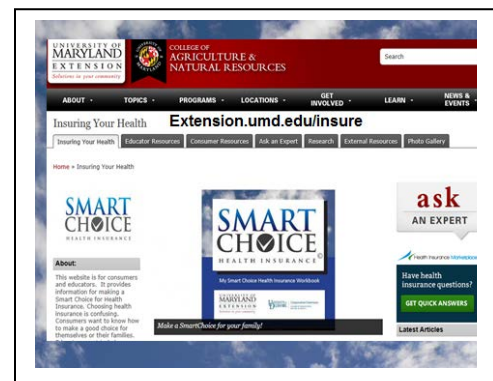 UNIVERSITY OF
MARYLAND
EXTENSION
Solutions in your community
COLLEGE OF
AGRICULTURE &
NATURAL RESOURCES
Search
ABOUT
TOPICS
PROGRAMS
LOCATIONS
GET INVOLVED
LEARN
NEWS & EVENTS
Insuring Your Health
Extension.umd.edu/insure
Insuring Your Health
Educator Resources
Consumer Resources
Ask an Expert
Research
External Resources
Photo Gallery
Home » Insuring Your Health
SMART
CHOICE
HEALTH INSURANCE
About:
This website is for consumers
and educators. It provides
information for making a
Smart Choice for Health
Insurance. Choosing health
insurance is confusing.
Consumers want to know how
to make a good choice for
themselves or their families.
SMART
CHOICE
HEALTH INSURANCE©
My Smart Choice Health Insurance Workbook
UNIVERSITY OF
MARYLAND
EXTENSION
Make a SmartChoice for your family!
ask
AN EXPERT
Health Insurance Marketplace
Have health
insurance questions?
GET QUICK ANSWERS
Latest Articles